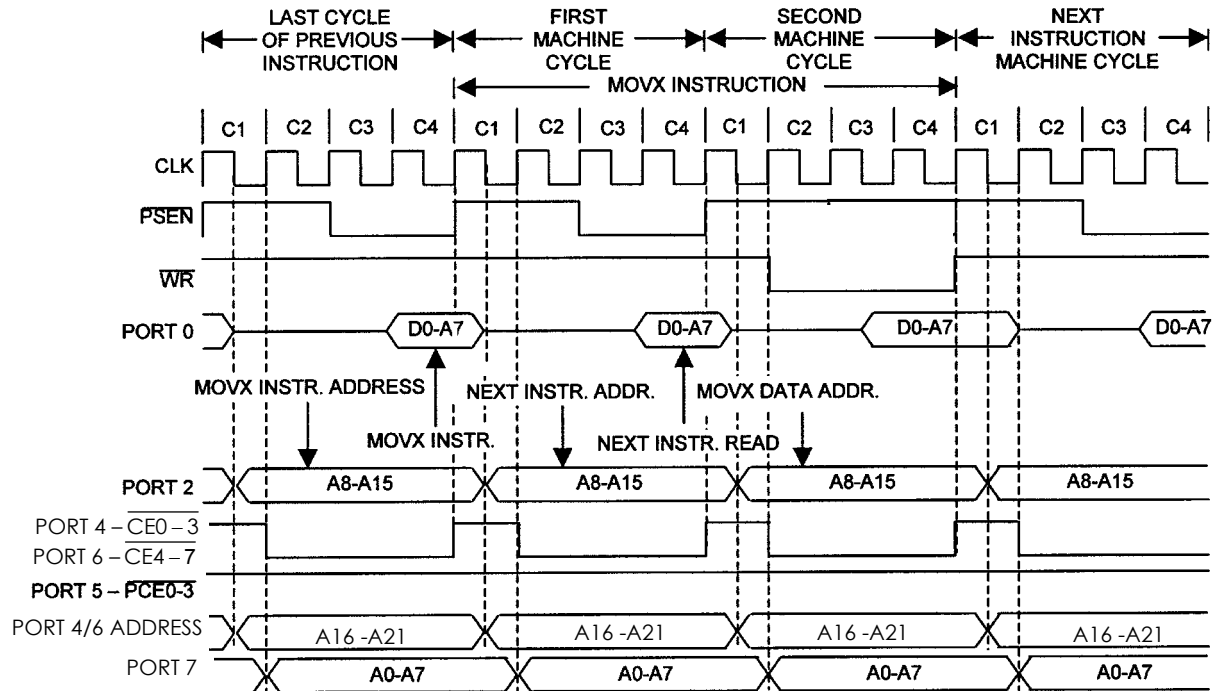 LAST CYCLE
OF PREVIOUS
INSTRUCTION
FIRST
MACHINE
CYCLE
SECOND
MACHINE
CYCLE
NEXT
INSTRUCTION
MACHINE CYCLE
MOVX INSTRUCTION
C1 C2 C3 C4 C1 C2 C3 C4 C1 C2 C3 C4 C1 C2 C3 C4
CLK
PSEN
WR
PORT 0 D0-A7 D0-A7 D0-A7 D0-A7
MOVX INSTR. ADDRESS NEXT INSTR. ADDR. MOVX DATA ADDR.
MOVX INSTR. NEXT INSTR. READ
PORT 2 A8-A15 A8-A15 A8-A15 A8-A15
PORT 4 – CE0 – 3
PORT 6 – CE4 – 7
PORT 5 – PCE0-3
PORT 4/6 ADDRESS A16 -A21 A16 -A21 A16 -A21 A16 -A21
PORT 7 A0-A7 A0-A7 A0-A7 A0-A7